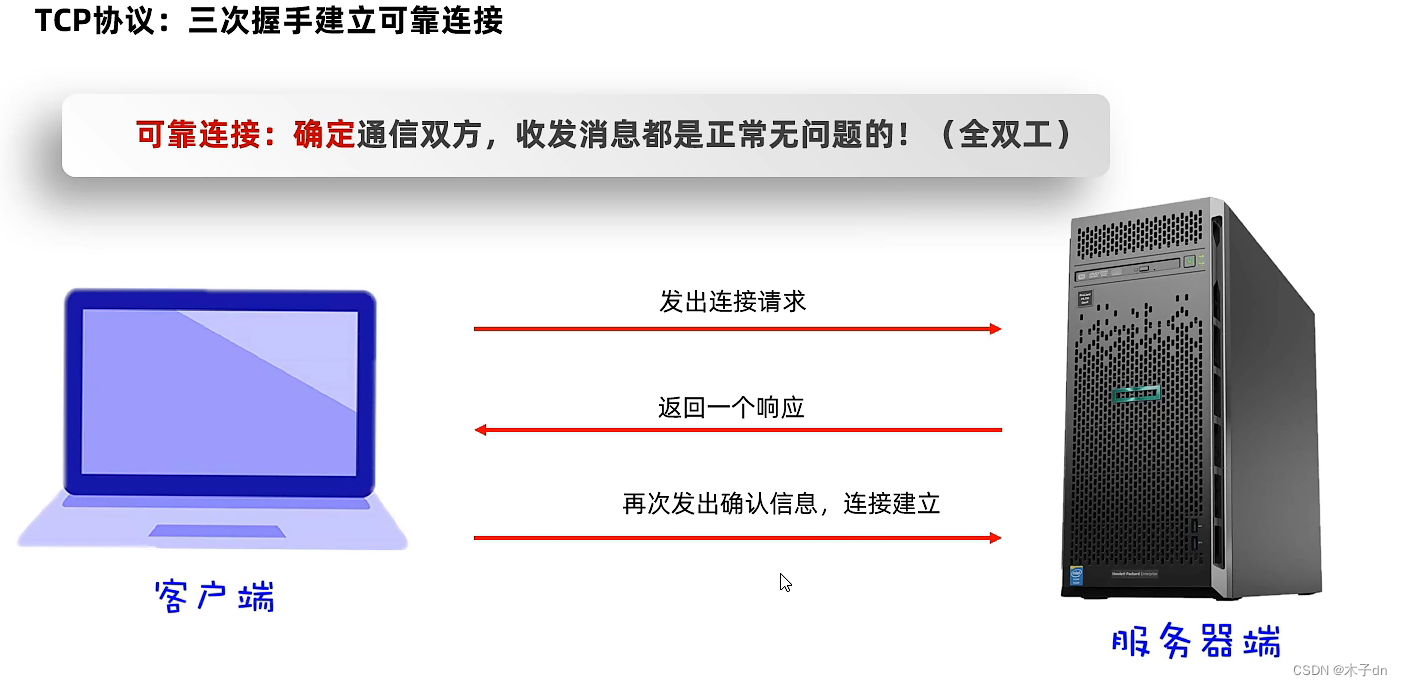 TCP协议：三次握手建立可靠连接
可靠连接：确定通信双方，收发消息都是正常无问题的！（全双工）
发出连接请求
返回一个响应
再次发出确认信息，连接建立
客户端
服务器端
CSDN @木子dn